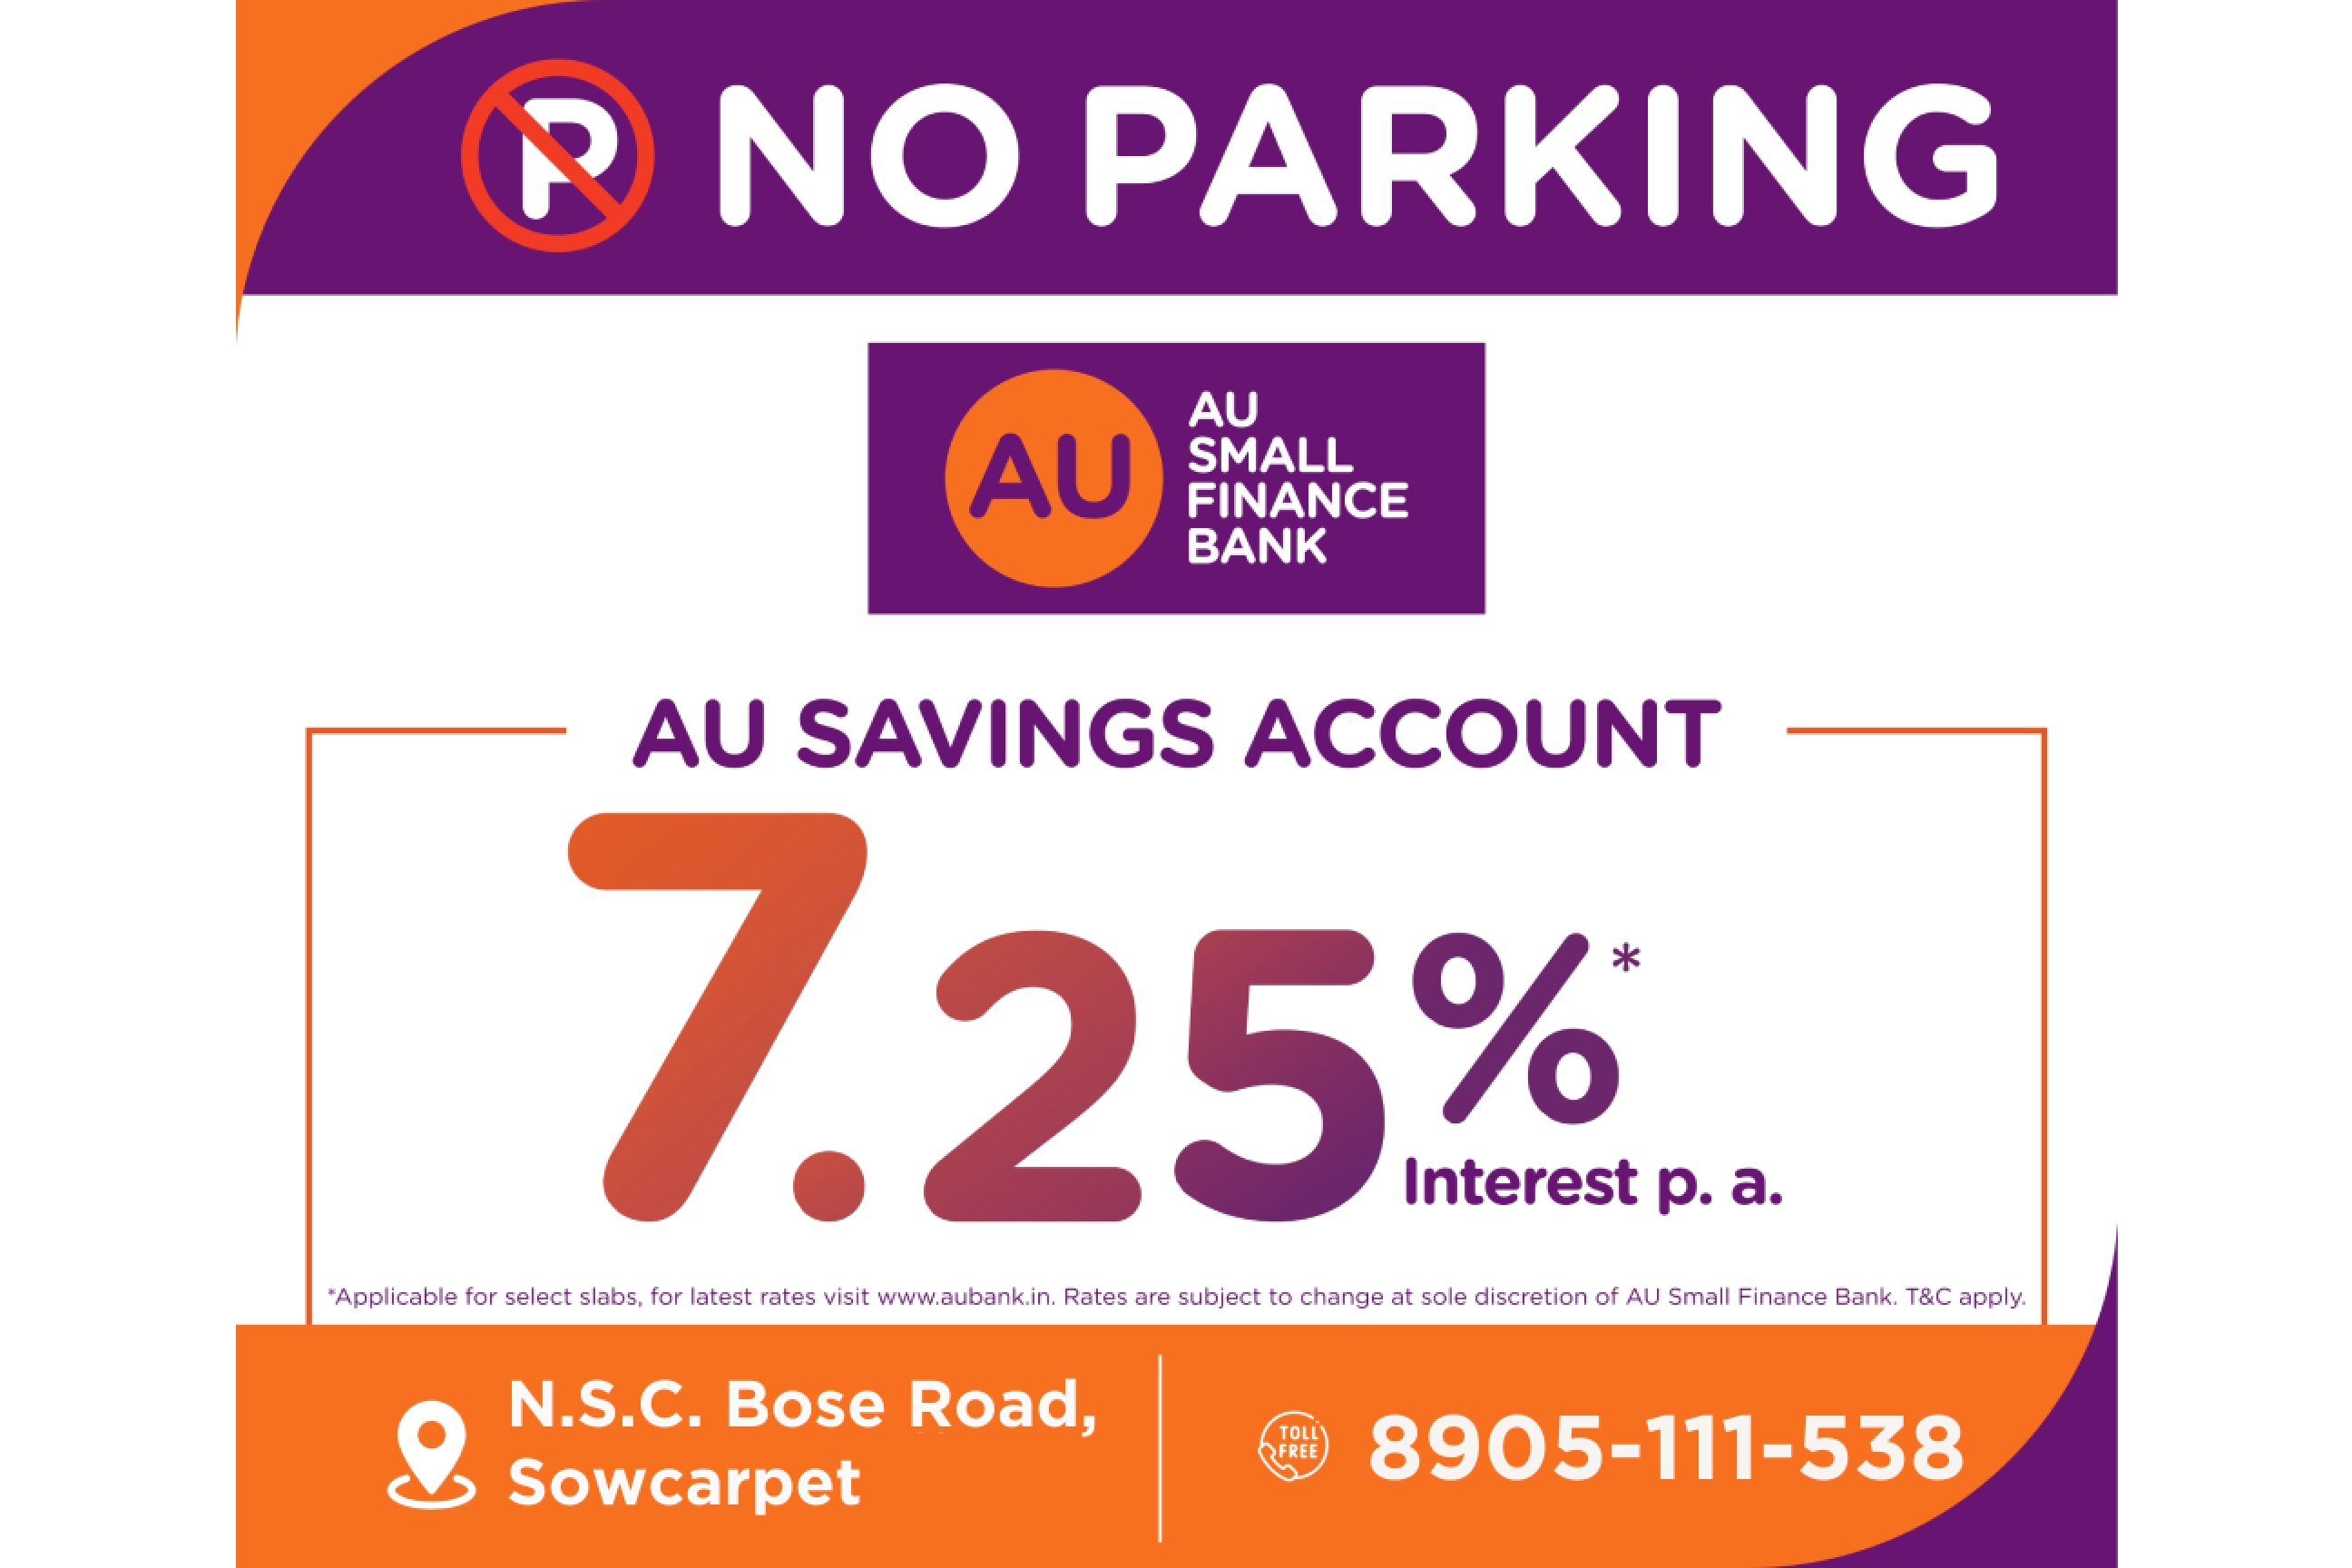 P NO PARKING
AU
AU
SMALL
FINANCE
BANK
AU SAVINGS ACCOUNT
7.25%*
Interest p. a.
*Applicable for select slabs, for latest rates visit www.aubank.in. Rates are subject to change at sole discretion of AU Small Finance Bank. T&C apply.
N.S.C. Bose Road,
Sowcarpet
TOLL
FREE
8905-111-538